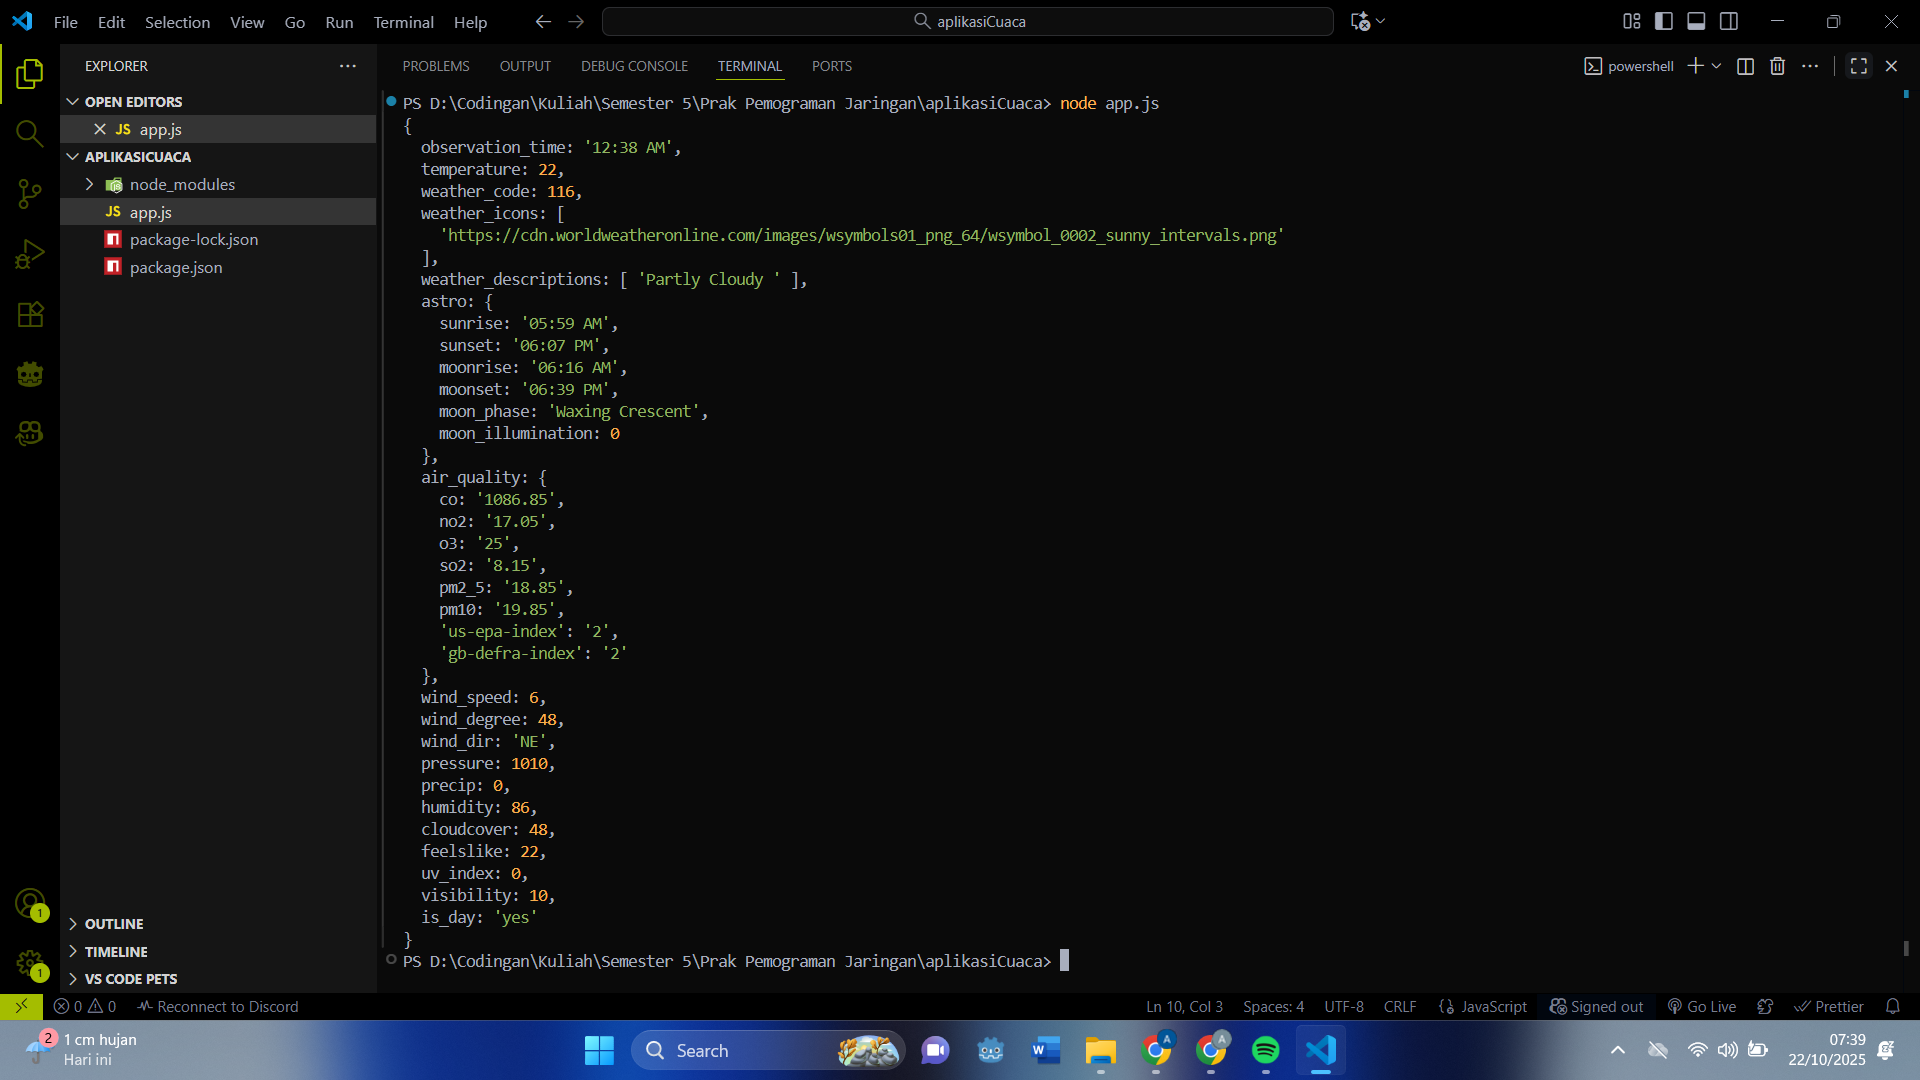 File Edit Selection View Go Run Terminal Help
aplikasiCuaca
EXPLORER
OPEN EDITORS
JS app.js
APLIKASICUACA
node_modules
JS app.js
package-lock.json
package.json
OUTLINE
TIMELINE
VS CODE PETS
PROBLEMS OUTPUT DEBUG CONSOLE TERMINAL PORTS
powershell
PS D:\Codingan\Kuliah\Semester 5\Prak Pemograman Jaringan\aplikasiCuaca> node app.js
{
  observation_time: '12:38 AM',
  temperature: 22,
  weather_code: 116,
  weather_icons: [
    'https://cdn.worldweatheronline.com/images/wsymbols01_png_64/wsymbol_0002_sunny_intervals.png'
  ],
  weather_descriptions: [ 'Partly Cloudy ' ],
  astro: {
    sunrise: '05:59 AM',
    sunset: '06:07 PM',
    moonrise: '06:16 AM',
    moonset: '06:39 PM',
    moon_phase: 'Waxing Crescent',
    moon_illumination: 0
  },
  air_quality: {
    co: '1086.85',
    no2: '17.05',
    o3: '25',
    so2: '8.15',
    pm2_5: '18.85',
    pm10: '19.85',
    'us-epa-index': '2',
    'gb-defra-index': '2'
  },
  wind_speed: 6,
  wind_degree: 48,
  wind_dir: 'NE',
  pressure: 1010,
  precip: 0,
  humidity: 86,
  cloudcover: 48,
  feelslike: 22,
  uv_index: 0,
  visibility: 10,
  is_day: 'yes'
}
PS D:\Codingan\Kuliah\Semester 5\Prak Pemograman Jaringan\aplikasiCuaca>
1
1
0 0 Reconnect to Discord Ln 10, Col 3 Spaces: 4 UTF-8 CRLF {} JavaScript Signed out Go Live Prettier
2
1 cm hujan
Hari ini
Search
W
A
A
07:39
22/10/2025